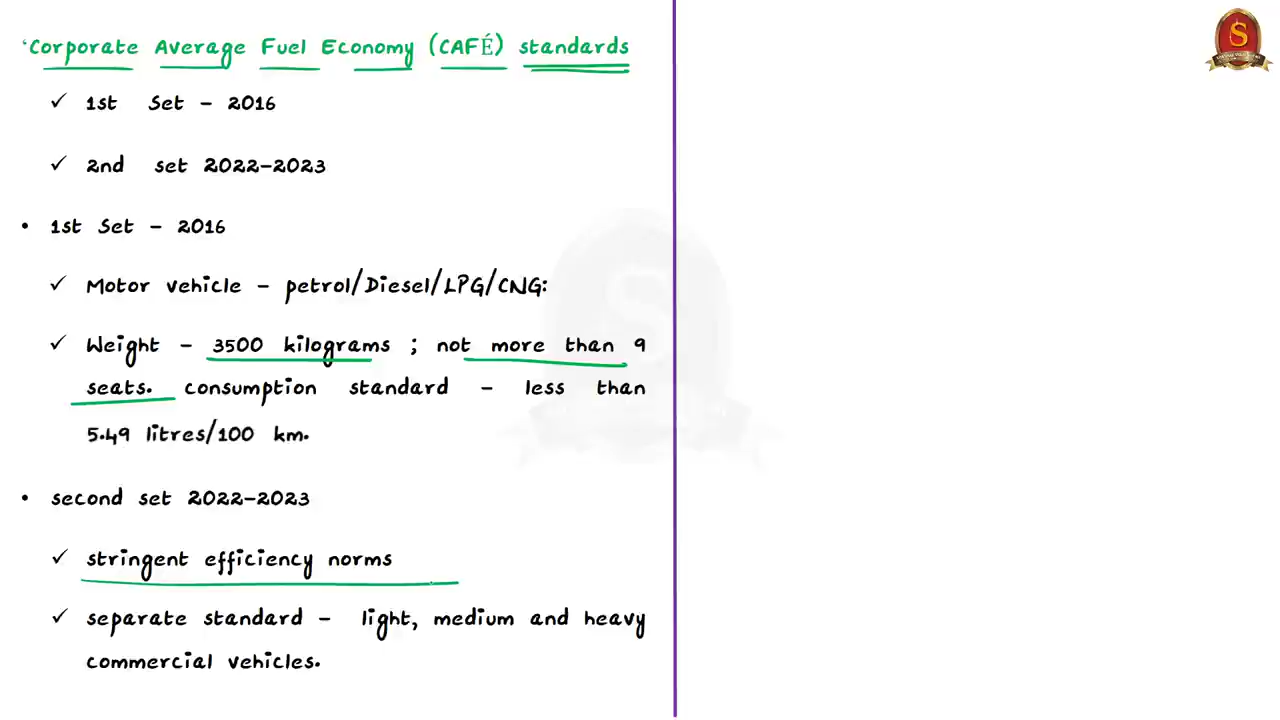 ‘Corporate Average Fuel Economy (CAFÉ) standards
✓ 1st Set – 2016
✓ 2nd set 2022–2023
• 1st Set – 2016
✓ Motor vehicle – petrol/Diesel/LPG/CNG:
✓ Weight – 3500 kilograms ; not more than 9
seats. consumption standard – less than
5.49 litres/100 km.
• second set 2022–2023
✓ stringent efficiency norms
✓ separate standard – light, medium and heavy
commercial vehicles.
S